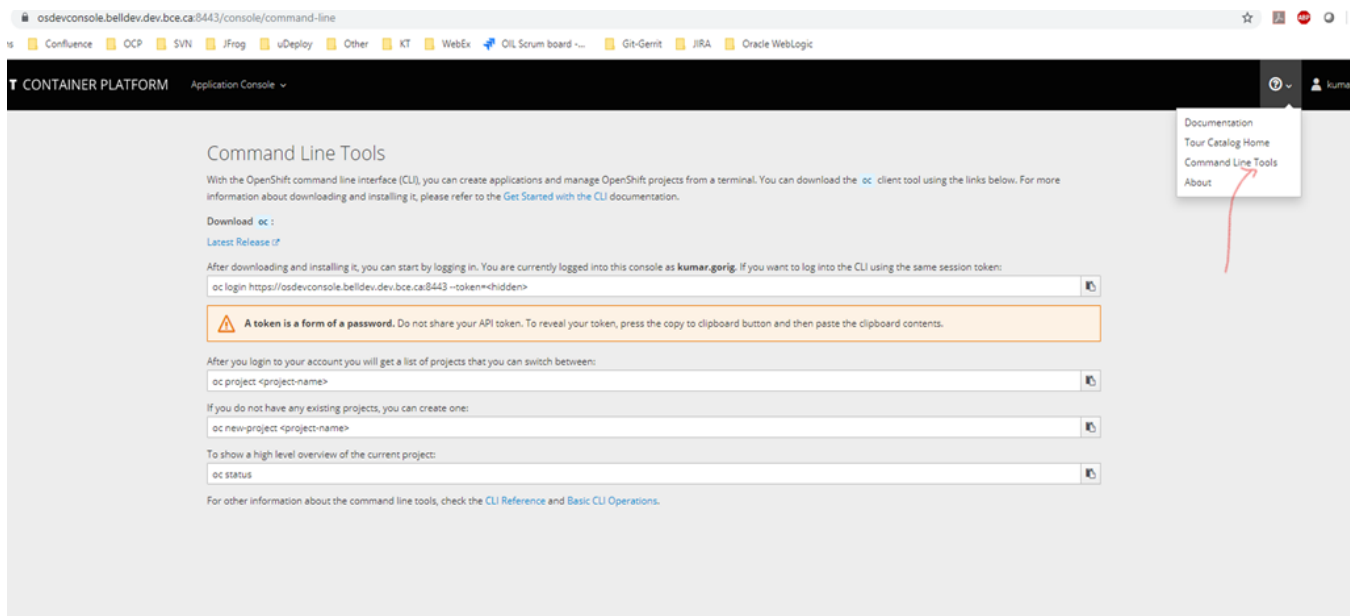 osdevconsole.belldev.dev.bce.ca:8443/console/command-line
Confluence OCP SVN JFrog uDeploy Other KT WebEx OIL Scrum board -... Git-Gerrit JIRA Oracle WebLogic
T CONTAINER PLATFORM Application Console
Documentation
Tour Catalog Home
Command Line Tools
About
Command Line Tools
With the OpenShift command line interface (CLI), you can create applications and manage OpenShift projects from a terminal. You can download the oc client tool using the links below. For more
information about downloading and installing it, please refer to the Get Started with the CLI documentation.
Download oc :
Latest Release
After downloading and installing it, you can start by logging in. You are currently logged into this console as kumar.gorig. If you want to log into the CLI using the same session token:
oc login https://osdevconsole.belldev.dev.bce.ca:8443 --token=<hidden>
A token is a form of a password. Do not share your API token. To reveal your token, press the copy to clipboard button and then paste the clipboard contents.
After you login to your account you will get a list of projects that you can switch between:
oc project <project-name>
If you do not have any existing projects, you can create one:
oc new-project <project-name>
To show a high level overview of the current project:
oc status
For other information about the command line tools, check the CLI Reference and Basic CLI Operations.